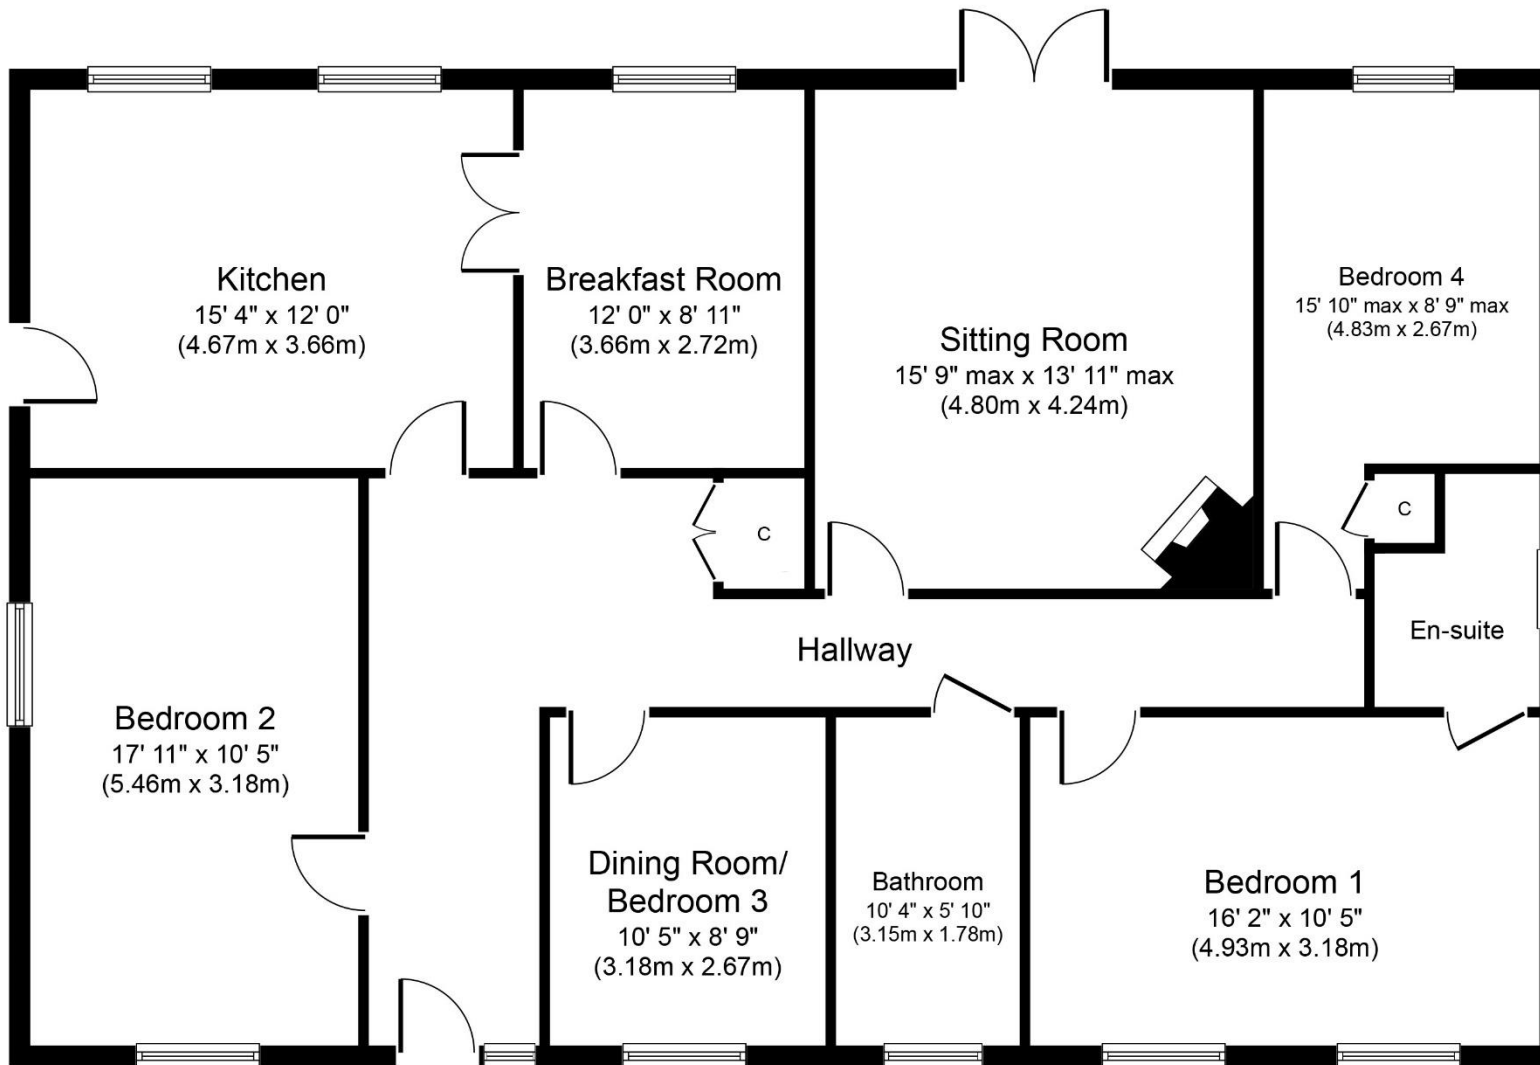 Kitchen
15' 4" x 12' 0"
(4.67m x 3.66m)
Breakfast Room
12' 0" x 8' 11"
(3.66m x 2.72m)
Sitting Room
15' 9" max x 13' 11" max
(4.80m x 4.24m)
Bedroom 4
15' 10" max x 8' 9" max
(4.83m x 2.67m)
C
C
En-suite
Hallway
Bedroom 2
17' 11" x 10' 5"
(5.46m x 3.18m)
Dining Room/
Bedroom 3
10' 5" x 8' 9"
(3.18m x 2.67m)
Bathroom
10' 4" x 5' 10"
(3.15m x 1.78m)
Bedroom 1
16' 2" x 10' 5"
(4.93m x 3.18m)